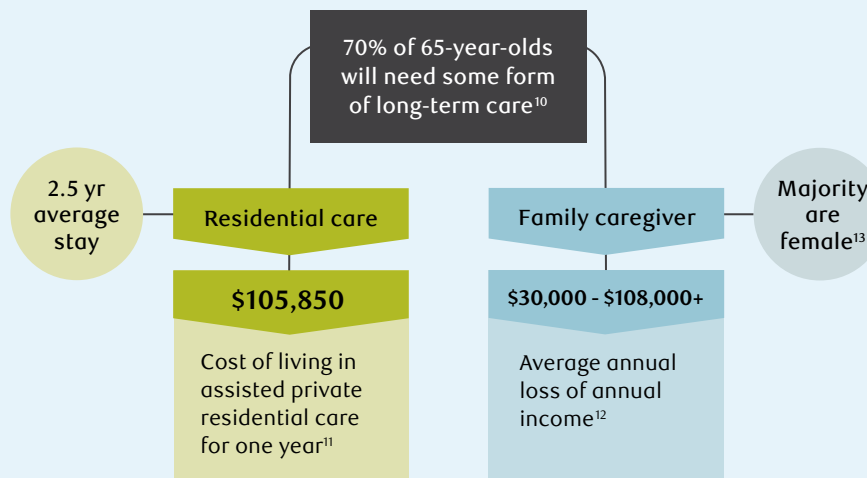 70% of 65-year-olds
will need some form
of long-term care¹⁰
2.5 yr
average
stay
Residential care
Family caregiver
Majority
are
female¹³
$105,850
$30,000 - $108,000+
Cost of living in
assisted private
residential care
for one year¹¹
Average annual
loss of annual
income¹²